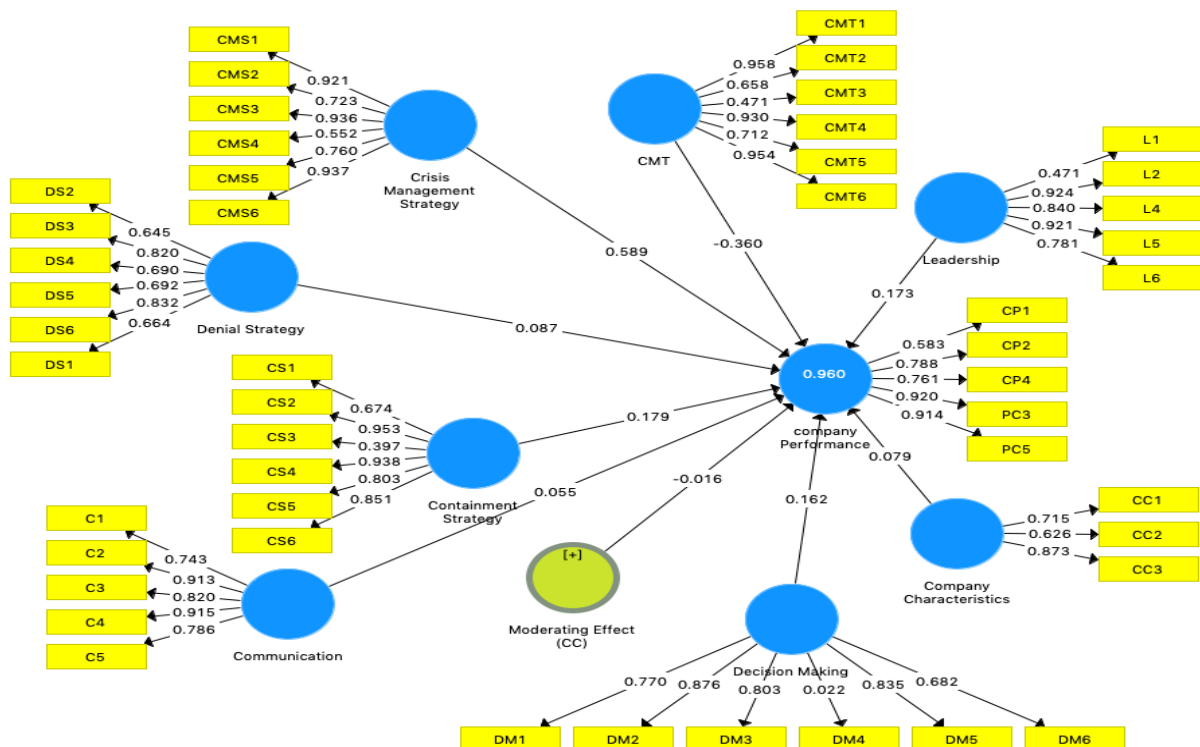 CMS1
CMS2
CMS3
CMS4
CMS5
CMS6
0.921
0.723
0.936
0.552
0.760
0.937
Crisis
Management
Strategy
0.589
CMT1
CMT2
CMT3
CMT4
CMT5
CMT6
0.958
0.658
0.471
0.930
0.712
0.954
CMT
-0.360
L1
L2
L4
L5
L6
0.471
0.924
0.840
0.921
0.781
Leadership
0.173
DS2
DS3
DS4
DS5
DS6
DS1
0.645
0.820
0.690
0.692
0.832
0.664
Denial Strategy
0.087
CP1
CP2
CP4
PC3
PC5
0.583
0.788
0.761
0.920
0.914
0.960
company
Performance
CS1
CS2
CS3
CS4
CS5
CS6
0.674
0.953
0.397
0.938
0.803
0.851
Containment
Strategy
0.179
C1
C2
C3
C4
C5
0.743
0.913
0.820
0.915
0.786
Communication
0.055
[+]
Moderating Effect
(CC)
-0.016
CC1
CC2
CC3
0.715
0.626
0.873
Company
Characteristics
0.079
Decision Making
0.162
0.770
0.876
0.803
0.022
0.835
0.682
DM1
DM2
DM3
DM4
DM5
DM6